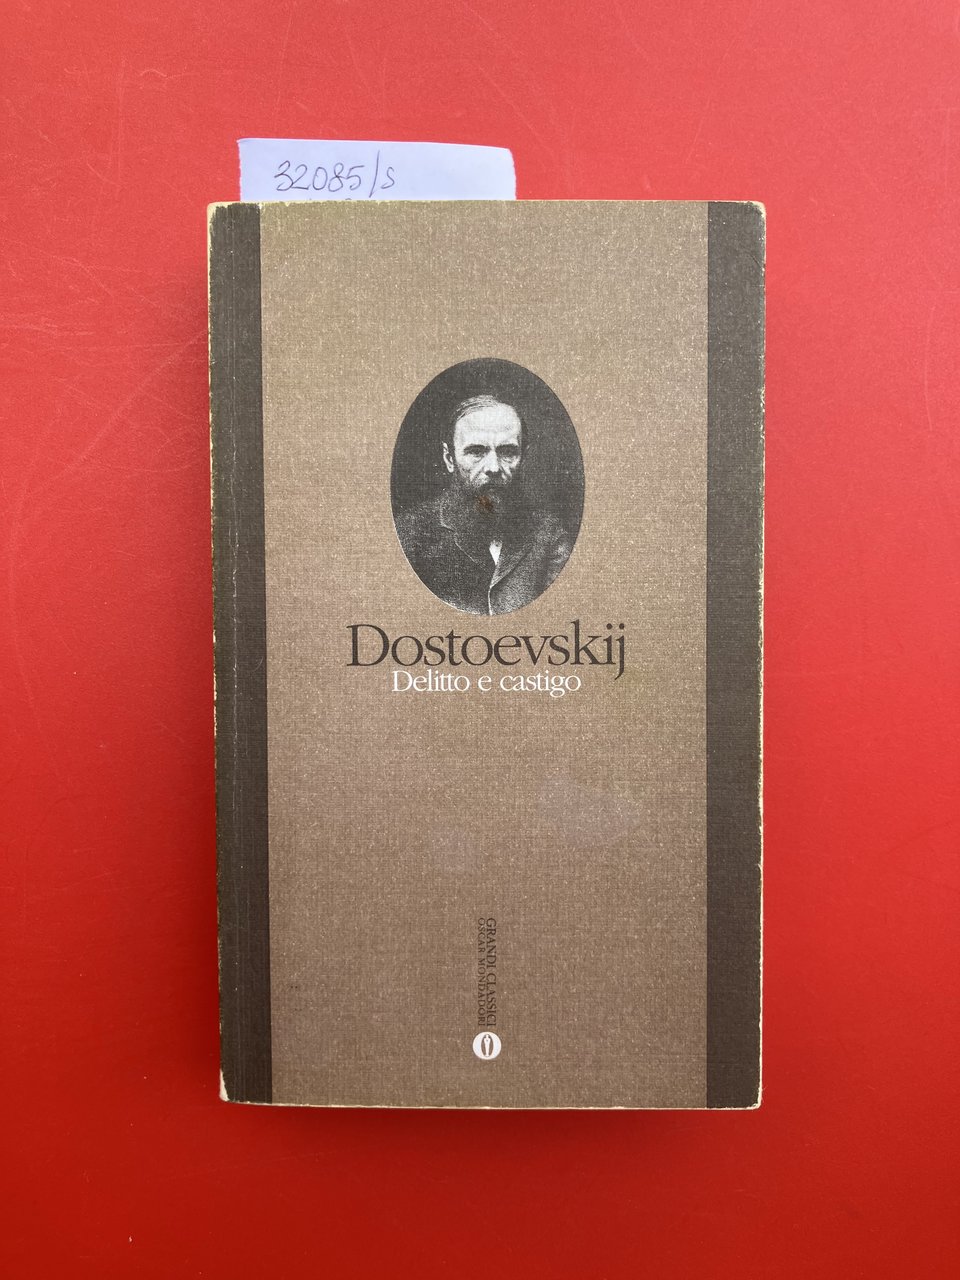 32085/s
Dostoevskij
Delitto e castigo
GRANDI CLASSICI
OSCAR MONDADORI